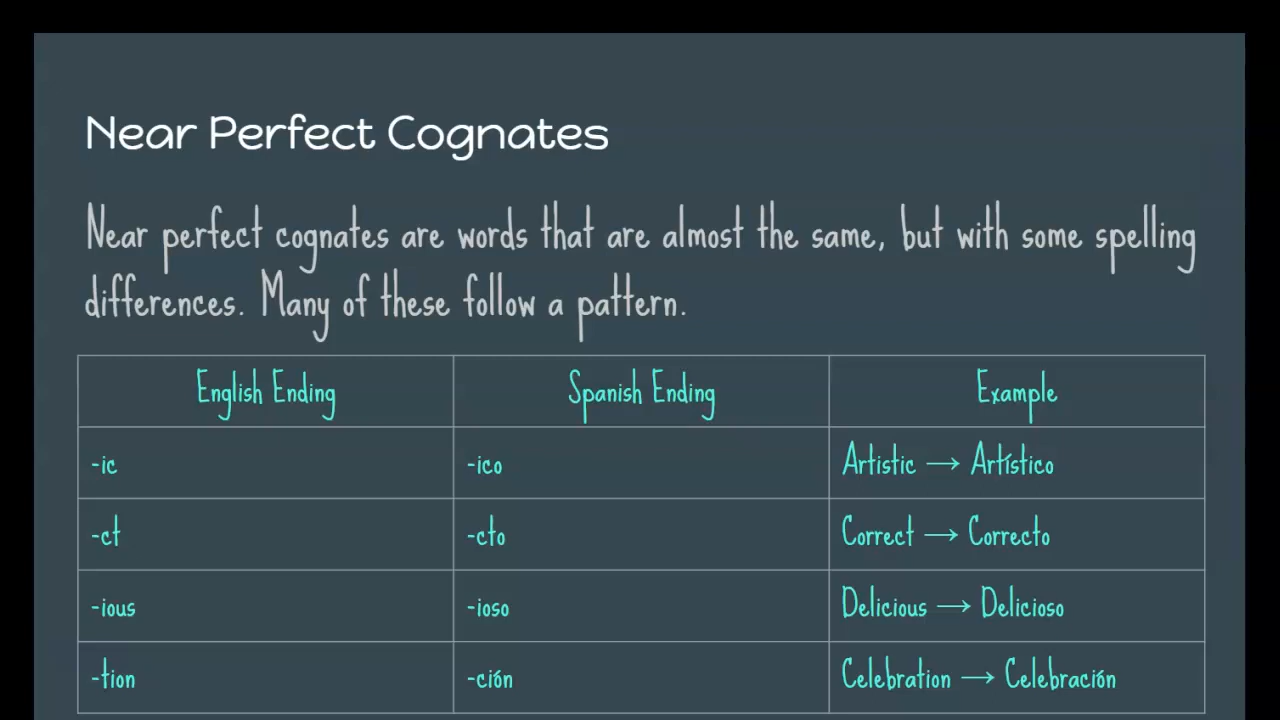 Near Perfect Cognates
Near perfect cognates are words that are almost the same, but with some spelling
differences. Many of these follow a pattern.
English Ending Spanish Ending Example
-ic -ico Artistic → Artístico
-ct -cto Correct → Correcto
-ious -ioso Delicious → Delicioso
-tion -ción Celebration → Celebración